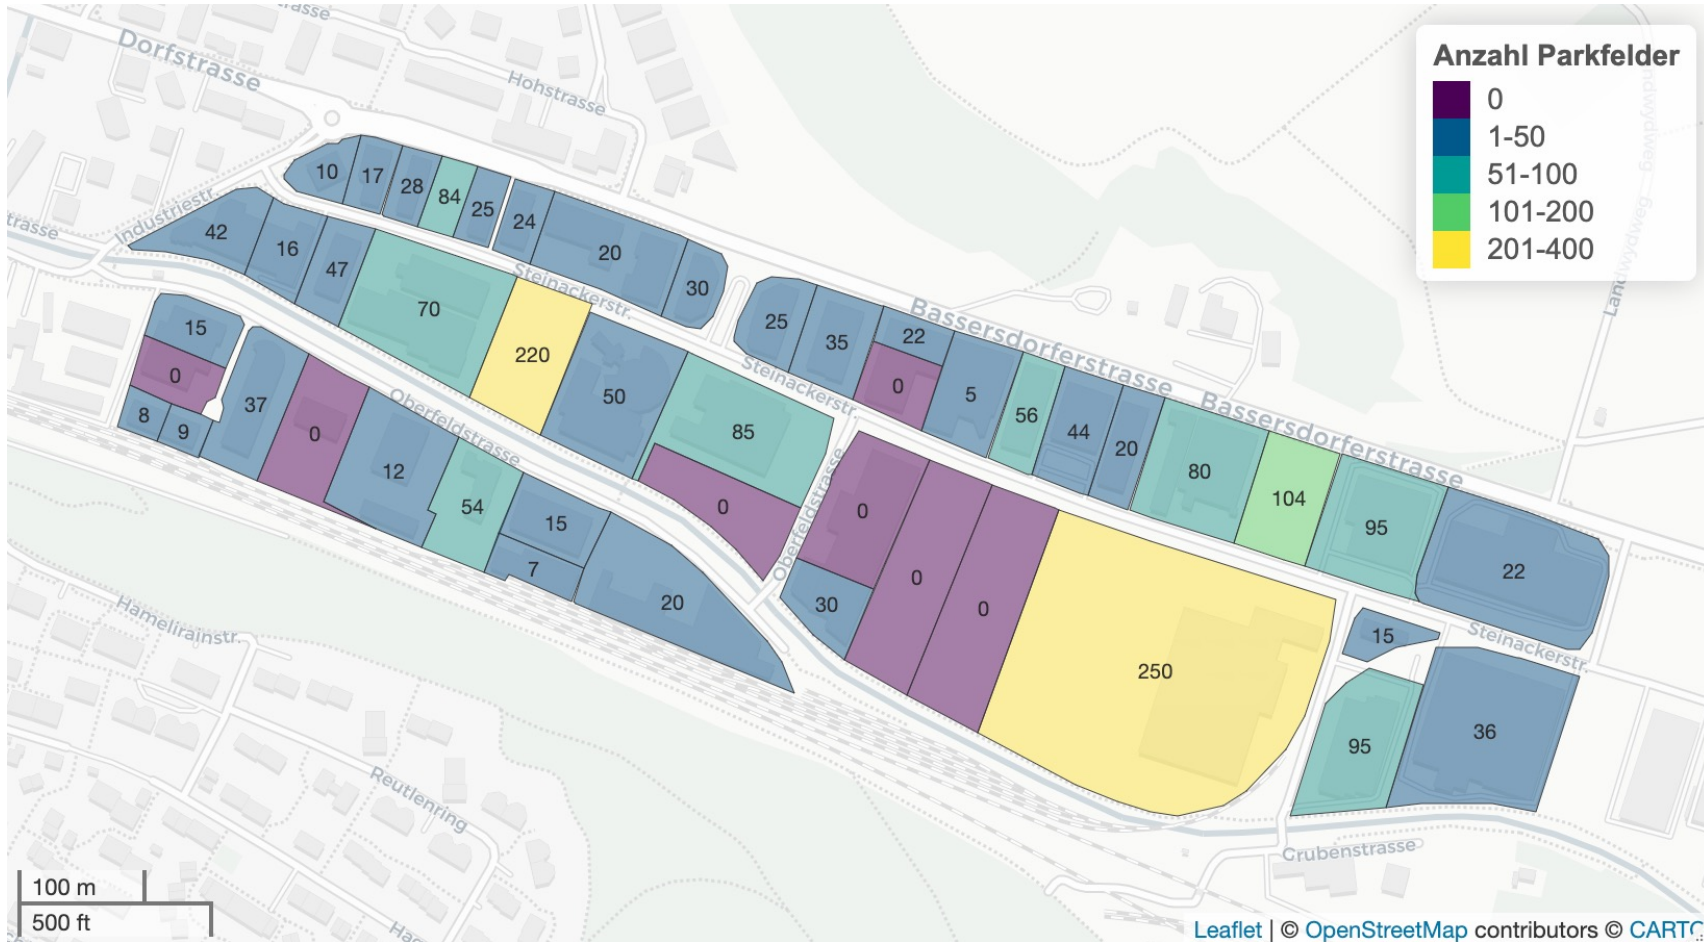 Anzahl Parkfelder
0
1-50
51-100
101-200
201-400
Dorfstrasse
Hohstrasse
Industriestr.
strasse
Steinackerstr.
Bassersdorferstrasse
Bassersdorferstrasse
Landwydweg
Landwydweg
Steinackerstr.
Oberfeldstrasse
Oberfeldstrasse
Steinackerstr.
Hamelirainstr.
Reutlenring
Grubenstrasse
10
17
28
84
25
24
20
30
42
16
47
70
220
50
85
0
25
35
22
0
5
56
44
20
80
104
95
22
15
0
8
9
37
0
12
54
15
7
20
0
30
0
0
250
15
95
36
100 m
500 ft
Leaflet | © OpenStreetMap contributors © CARTO